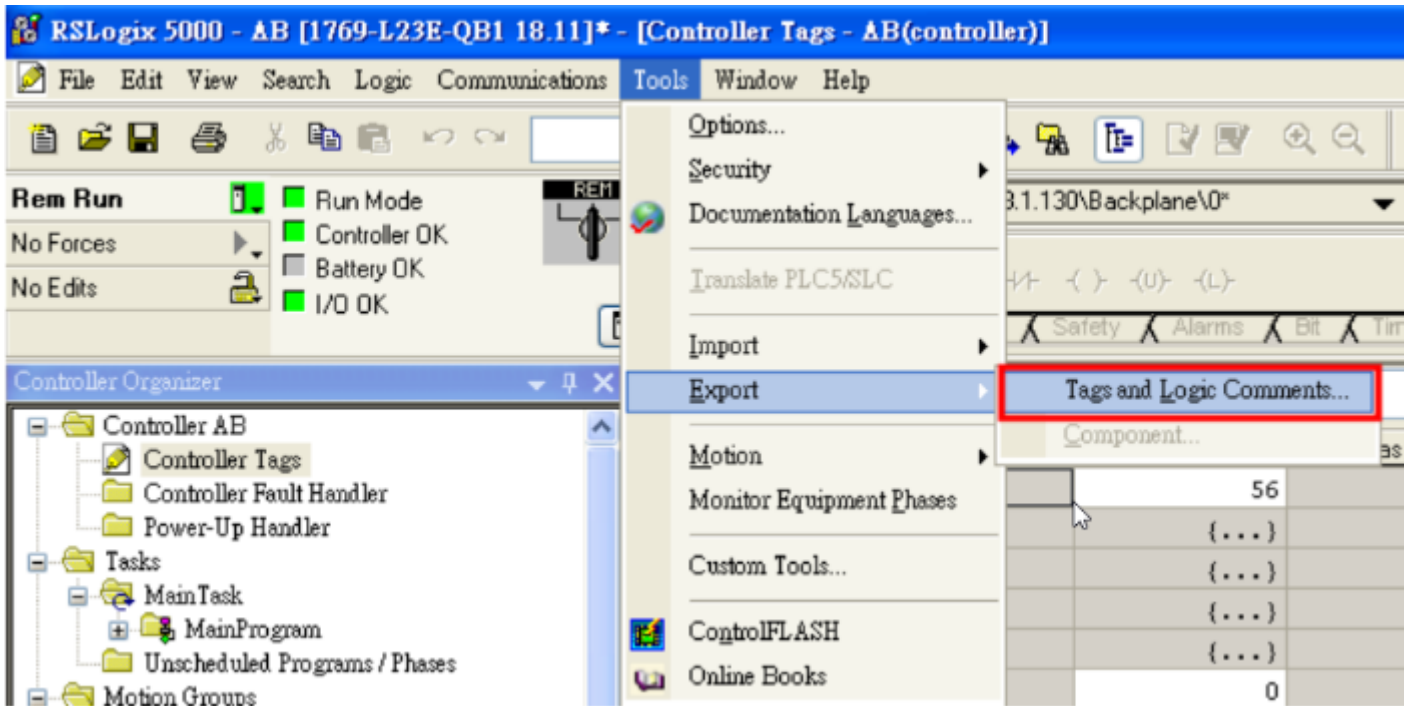 RSLogix 5000 - AB [1769-L23E-QB1 18.11]* - [Controller Tags - AB(controller)]
File Edit View Search Logic Communications Tools Window Help
Rem Run
No Forces
No Edits
Run Mode
Controller OK
Battery OK
I/O OK
REM
Options...
Security
Documentation Languages...
Translate PLC5/SLC
Import
Export
Motion
Monitor Equipment Phases
Custom Tools...
ControlFLASH
Online Books
Tags and Logic Comments...
Component...
3.1.130\Backplane\0*
Safety Alarms Bit Tim
Controller Organizer
Controller AB
Controller Tags
Controller Fault Handler
Power-Up Handler
Tasks
MainTask
MainProgram
Unscheduled Programs / Phases
Motion Groups
as
56
{...}
{...}
{...}
{...}
0